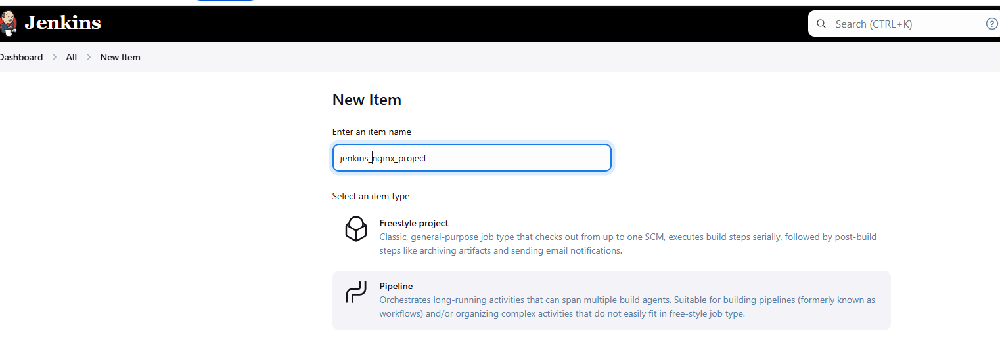 Jenkins
Search (CTRL+K)
?
Dashboard > All > New Item
New Item
Enter an item name
jenkins_nginx_project
Select an item type
Freestyle project
Classic, general-purpose job type that checks out from up to one SCM, executes build steps serially, followed by post-build
steps like archiving artifacts and sending email notifications.
Pipeline
Orchestrates long-running activities that can span multiple build agents. Suitable for building pipelines (formerly known as
workflows) and/or organizing complex activities that do not easily fit in free-style job type.